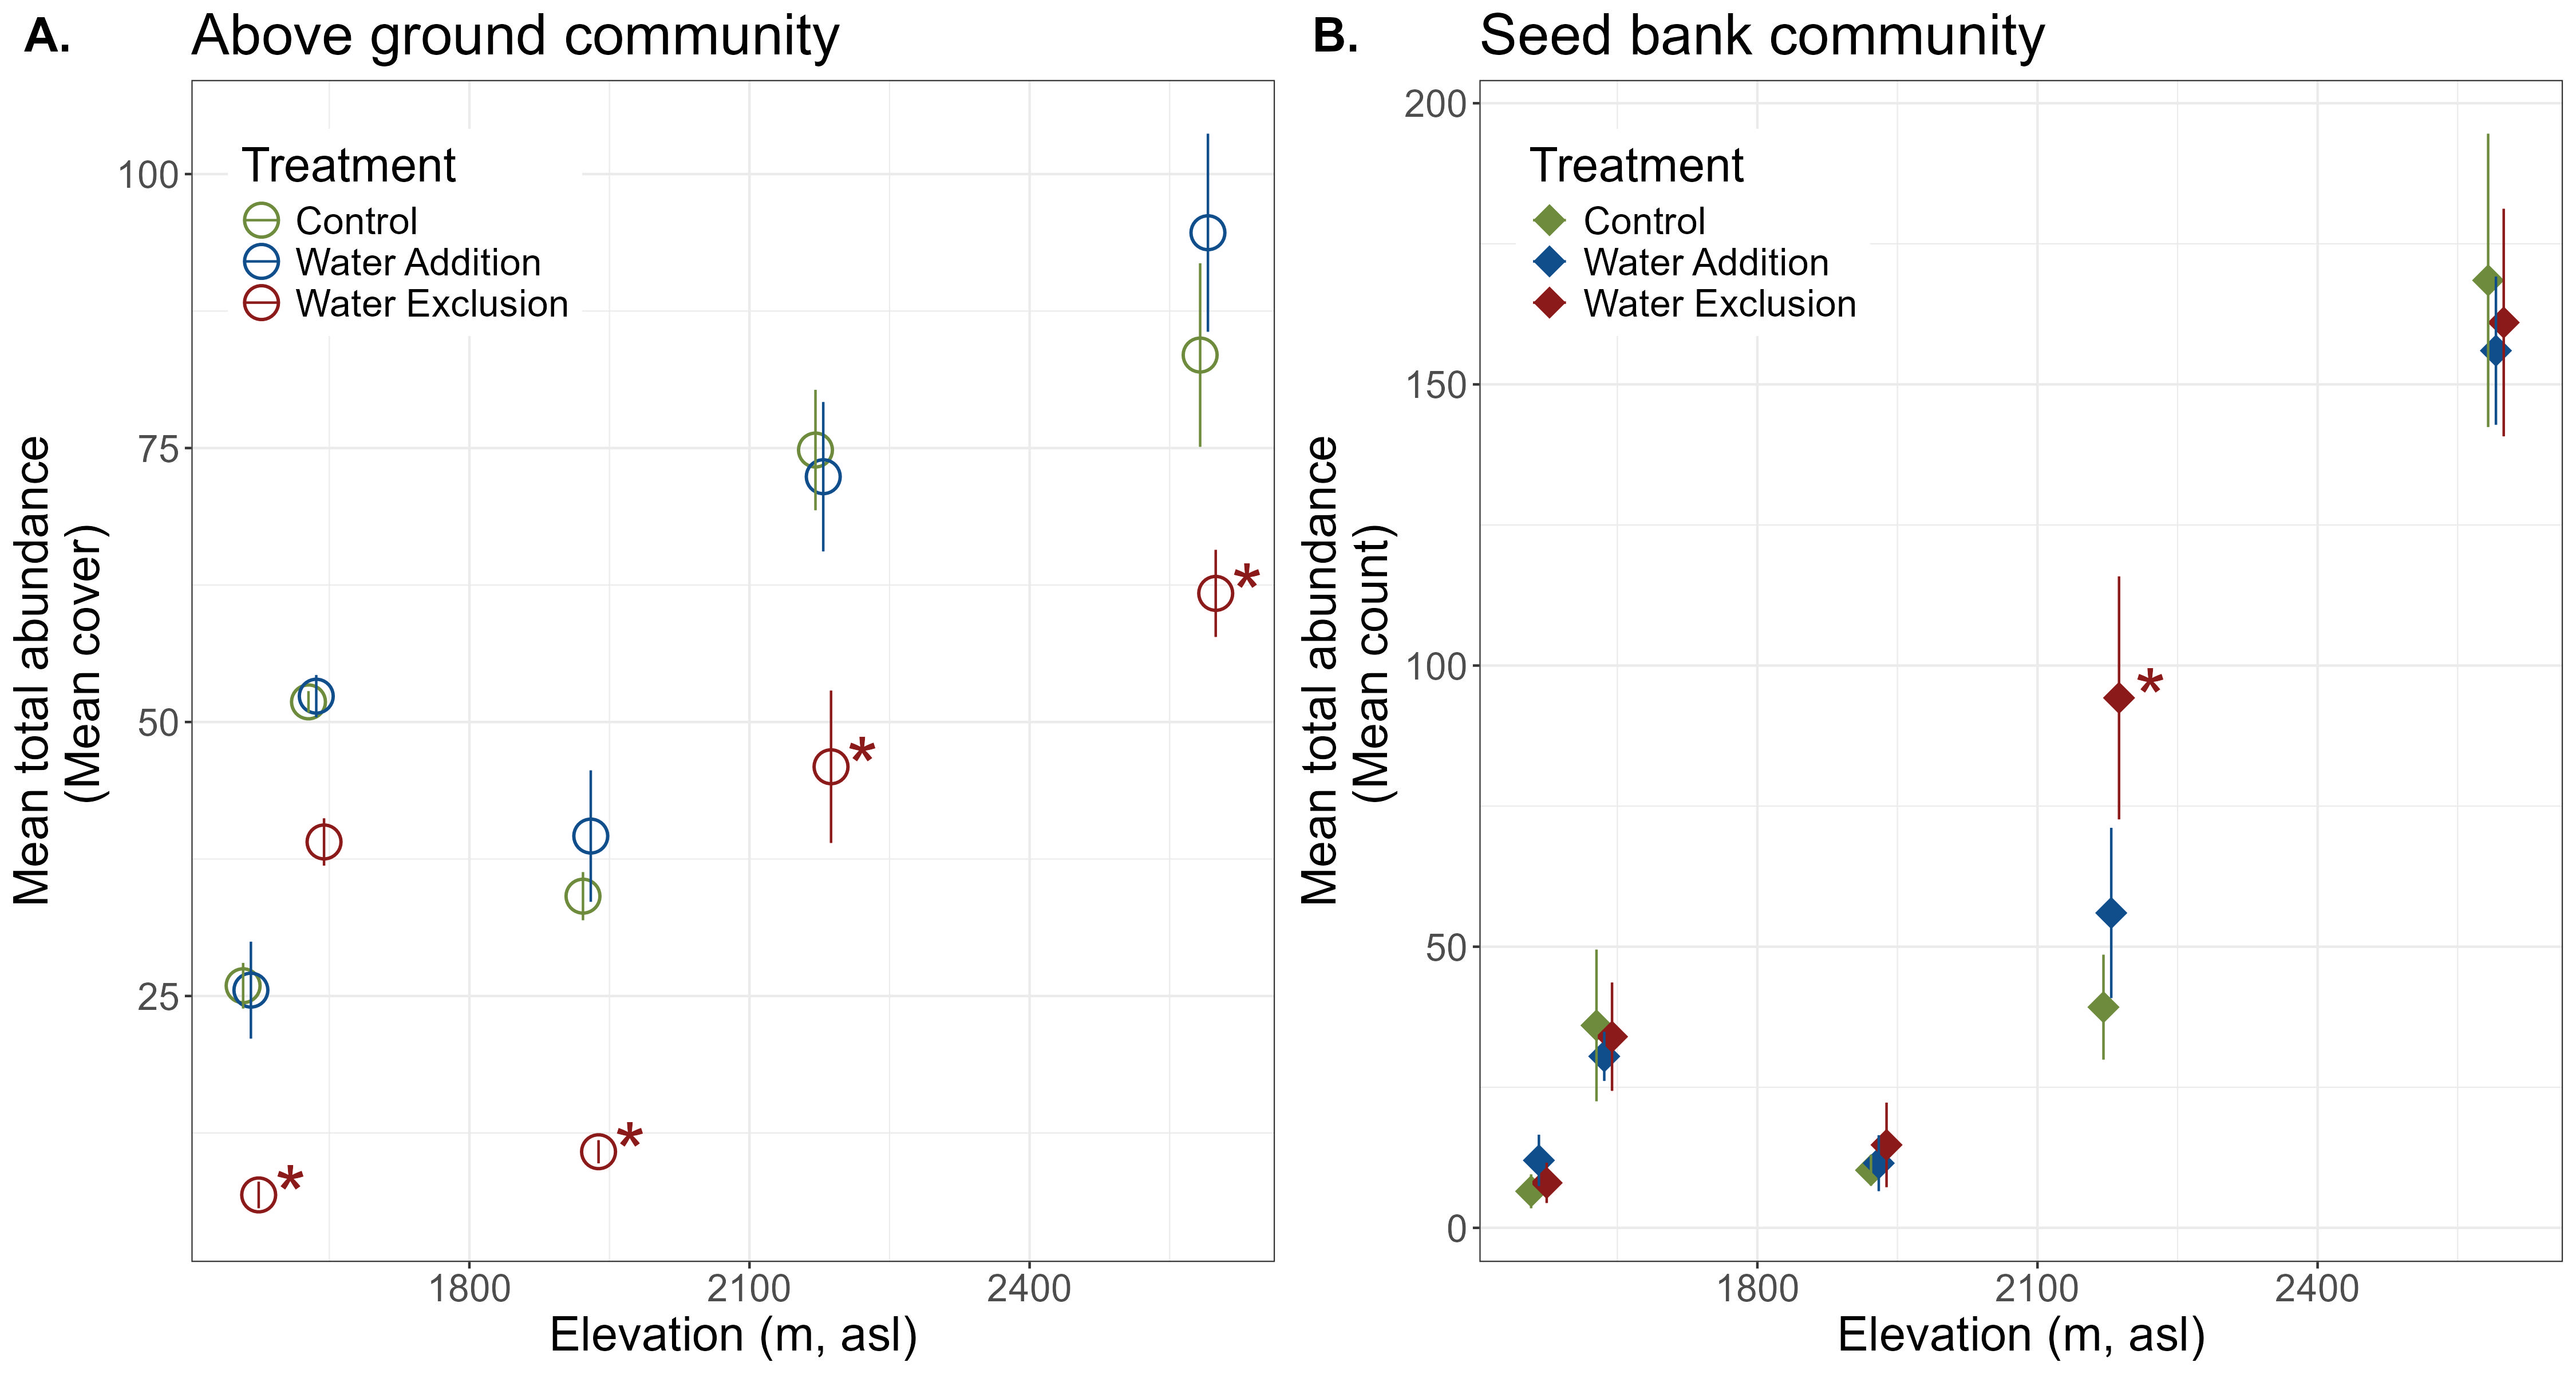 A.
Above ground community
Mean total abundance
(Mean cover)
100
75
50
25
Treatment
Control
Water Addition
Water Exclusion
*
*
*
*
1800
2100
2400
Elevation (m, asl)
B.
Seed bank community
Mean total abundance
(Mean count)
200
150
100
50
0
Treatment
Control
Water Addition
Water Exclusion
*
1800
2100
2400
Elevation (m, asl)